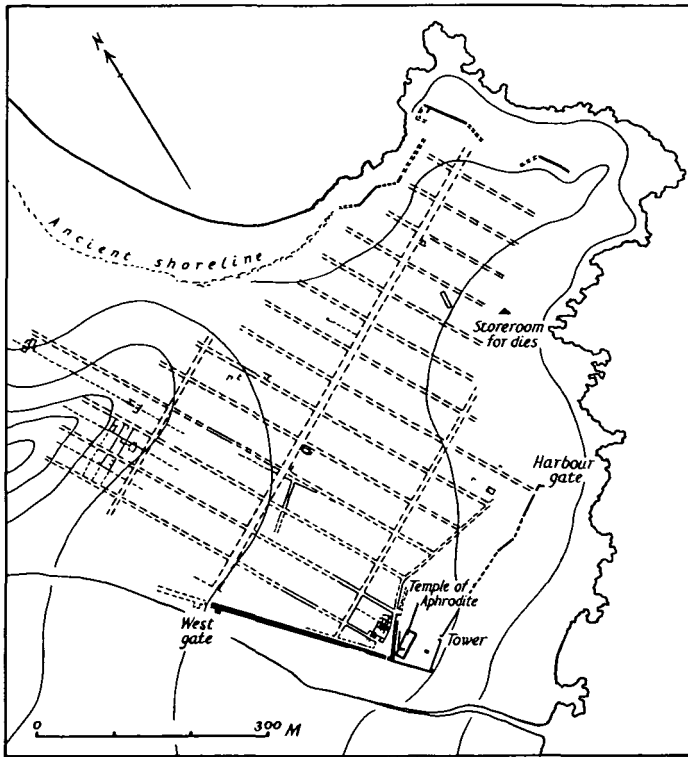 N
Ancient shoreline
Storeroom
for dies
Harbour
gate
Temple of
Aphrodite
West
gate
Tower
0 300 M